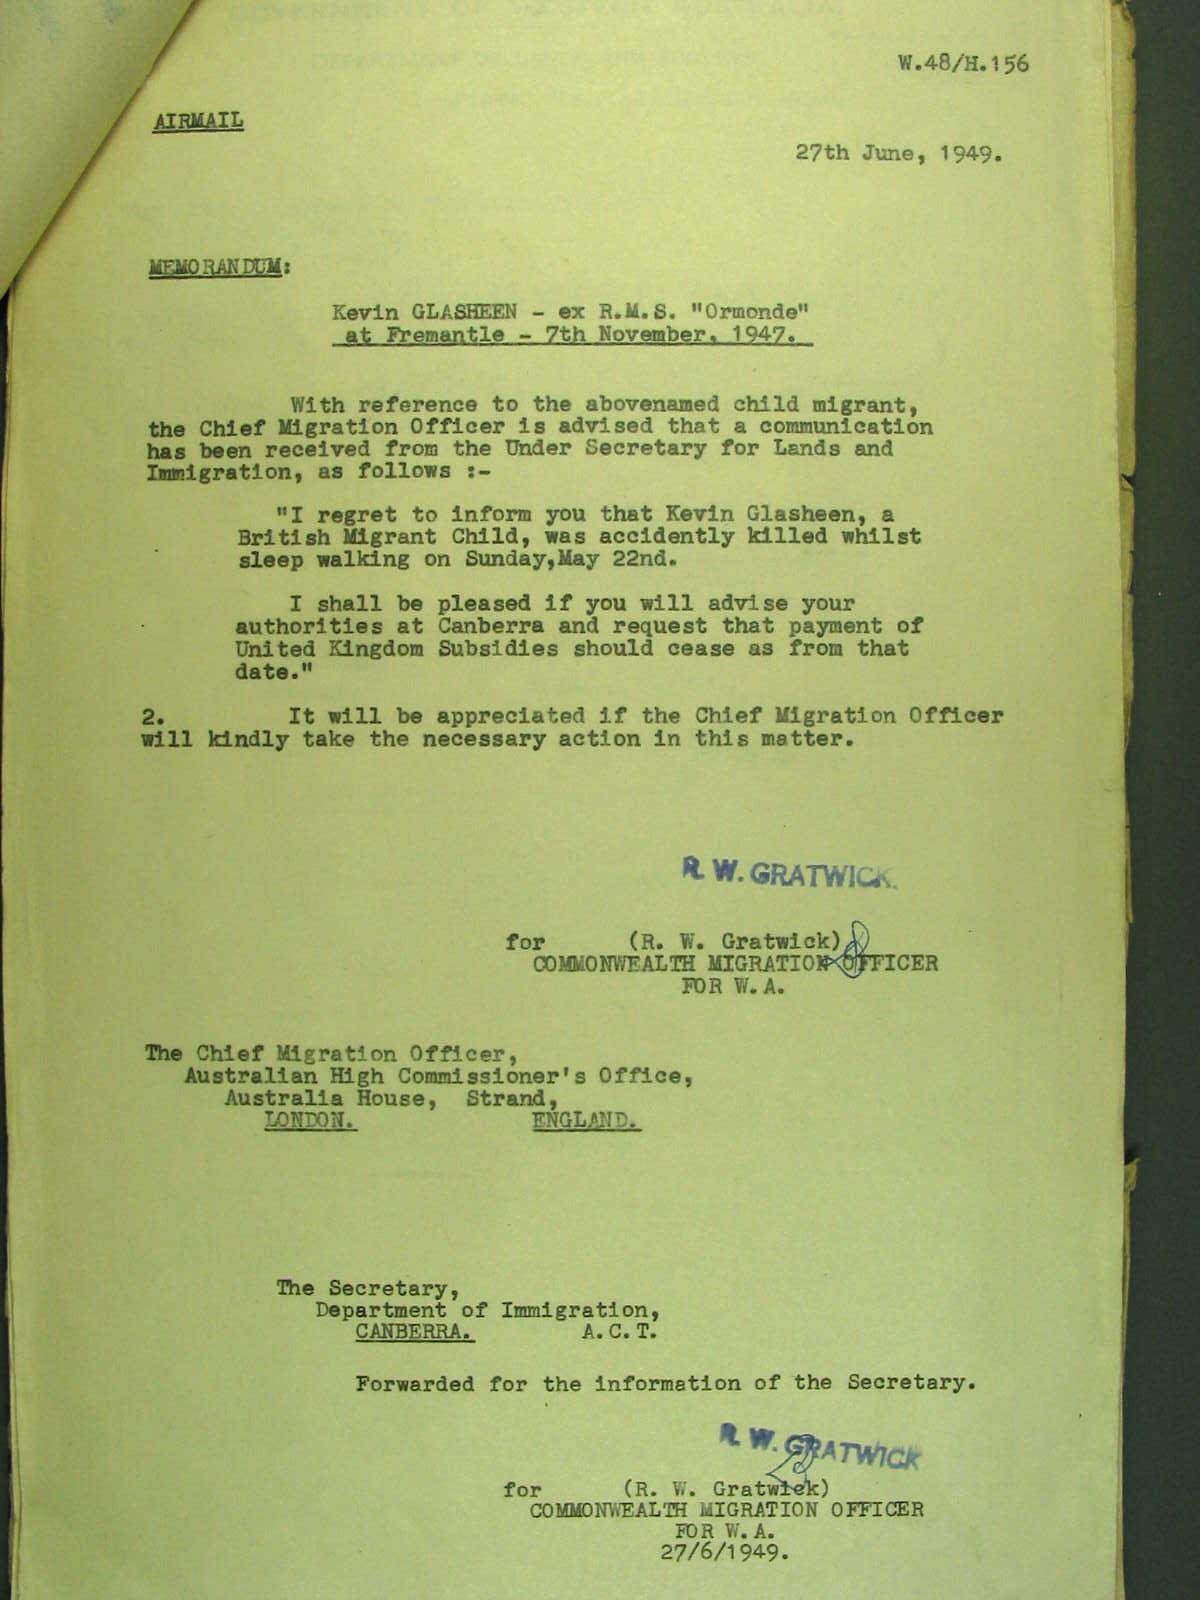 W.48/H.156
AIRMAIL
27th June, 1949.
MEMORANDUM:
Kevin GLASHEEN - ex R.M.S. "Ormonde"
at Fremantle - 7th November, 1947.
With reference to the abovenamed child migrant,
the Chief Migration Officer is advised that a communication
has been received from the Under Secretary for Lands and
Immigration, as follows :-
"I regret to inform you that Kevin Glasheen, a
British Migrant Child, was accidently killed whilst
sleep walking on Sunday,May 22nd.
I shall be pleased if you will advise your
authorities at Canberra and request that payment of
United Kingdom Subsidies should cease as from that
date."
2. It will be appreciated if the Chief Migration Officer
will kindly take the necessary action in this matter.
R. W. GRATWICK.
for (R. W. Gratwick)
COMMONWEALTH MIGRATION OFFICER
FOR W.A.
The Chief Migration Officer,
Australian High Commissioner's Office,
Australia House, Strand,
LONDON. ENGLAND.
The Secretary,
Department of Immigration,
CANBERRA. A.C.T.
Forwarded for the information of the Secretary.
R. W. GRATWICK
for (R. W. Gratwick)
COMMONWEALTH MIGRATION OFFICER
FOR W.A.
27/6/1949.